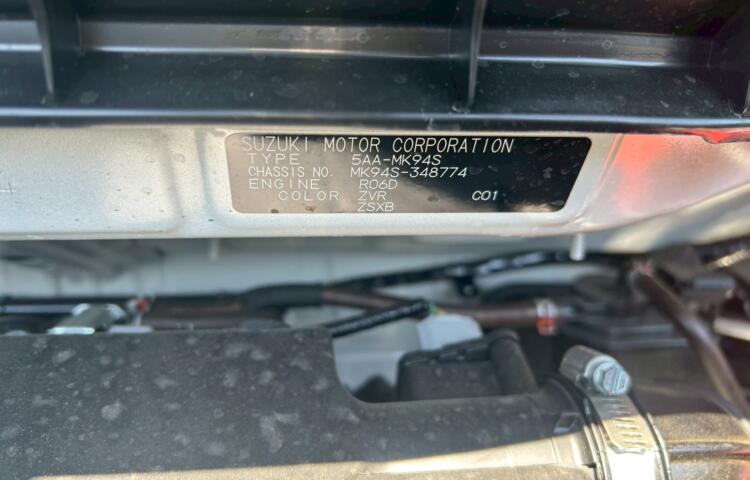 SUZUKI MOTOR CORPORATION
TYPE 5AA-MK94S
CHASSIS NO. MK94S-348774
ENGINE R06D
COLOR ZVR C01
ZSXB